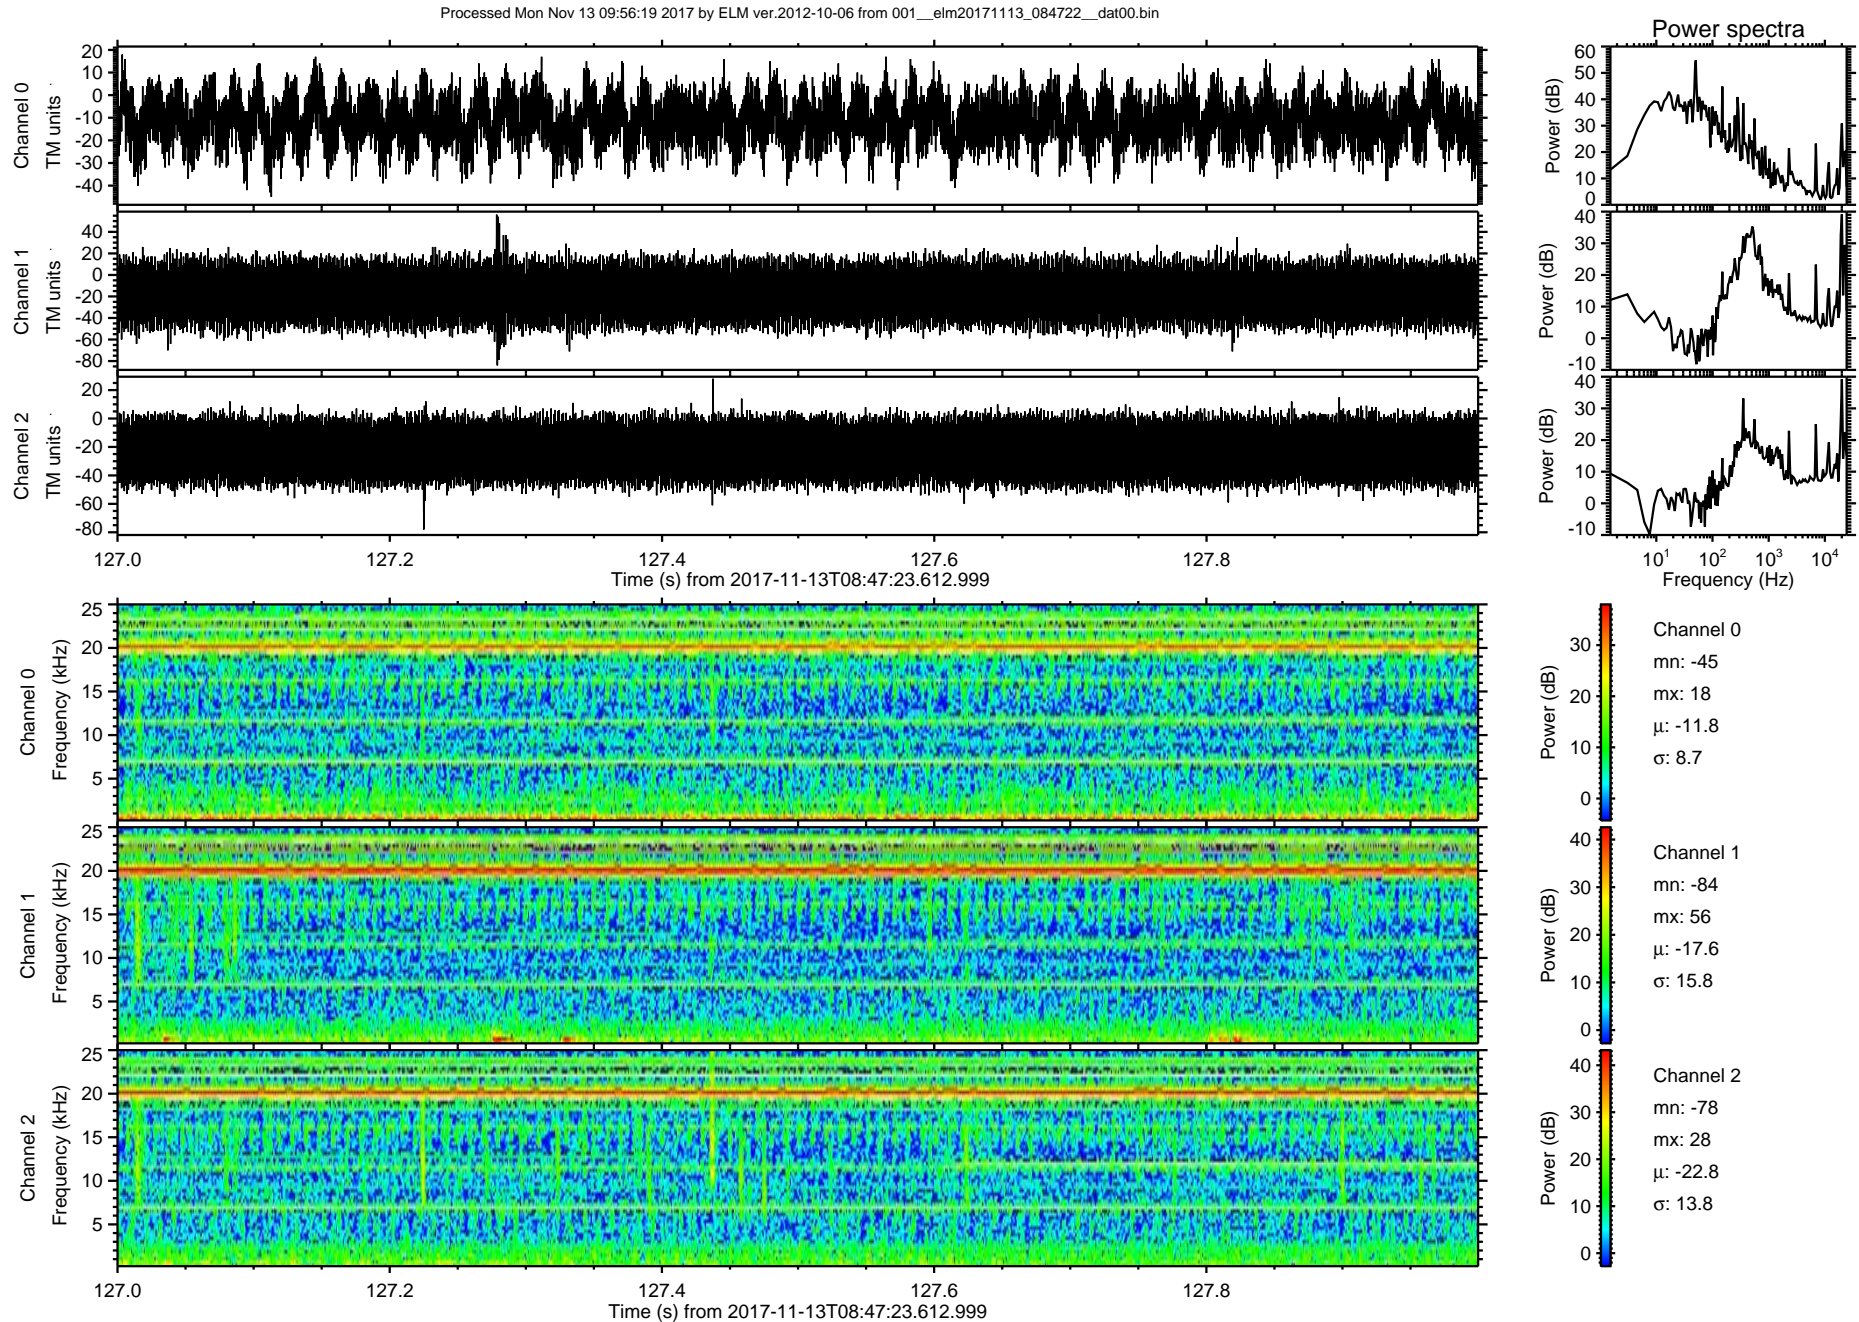 Processed Mon Nov 13 09:56:19 2017 by ELM ver.2012-10-06 from 001__elm20171113_084722__dat00.bin
Power spectra
Channel 0
TM units
20
10
0
-10
-20
-30
-40
Power (dB)
60
50
40
30
20
10
0
Channel 1
TM units
40
20
0
-20
-40
-60
-80
Power (dB)
40
30
20
10
0
-10
Channel 2
TM units
20
0
-20
-40
-60
-80
Power (dB)
40
30
20
10
0
-10
127.0 127.2 127.4 127.6 127.8
Time (s) from 2017-11-13T08:47:23.612.999
10¹ 10² 10³ 10⁴
Frequency (Hz)
Channel 0
Frequency (kHz)
25
20
15
10
5
Power (dB)
30
20
10
0
Channel 0
mn: -45
mx: 18
μ: -11.8
σ: 8.7
Channel 1
Frequency (kHz)
25
20
15
10
5
Power (dB)
40
30
20
10
0
Channel 1
mn: -84
mx: 56
μ: -17.6
σ: 15.8
Channel 2
Frequency (kHz)
25
20
15
10
5
Power (dB)
40
30
20
10
0
Channel 2
mn: -78
mx: 28
μ: -22.8
σ: 13.8
127.0 127.2 127.4 127.6 127.8
Time (s) from 2017-11-13T08:47:23.612.999